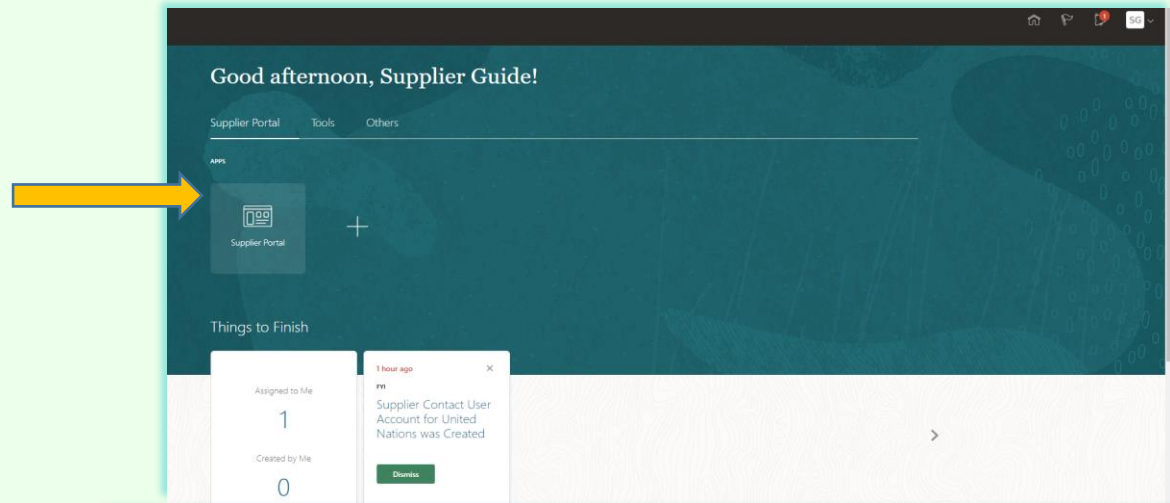 1
SG
Good afternoon, Supplier Guide!
Supplier Portal Tools Others
APPS
Supplier Portal
Things to Finish
Assigned to Me
1
Created by Me
0
1 hour ago
FYI
Supplier Contact User
Account for United
Nations was Created
Dismiss